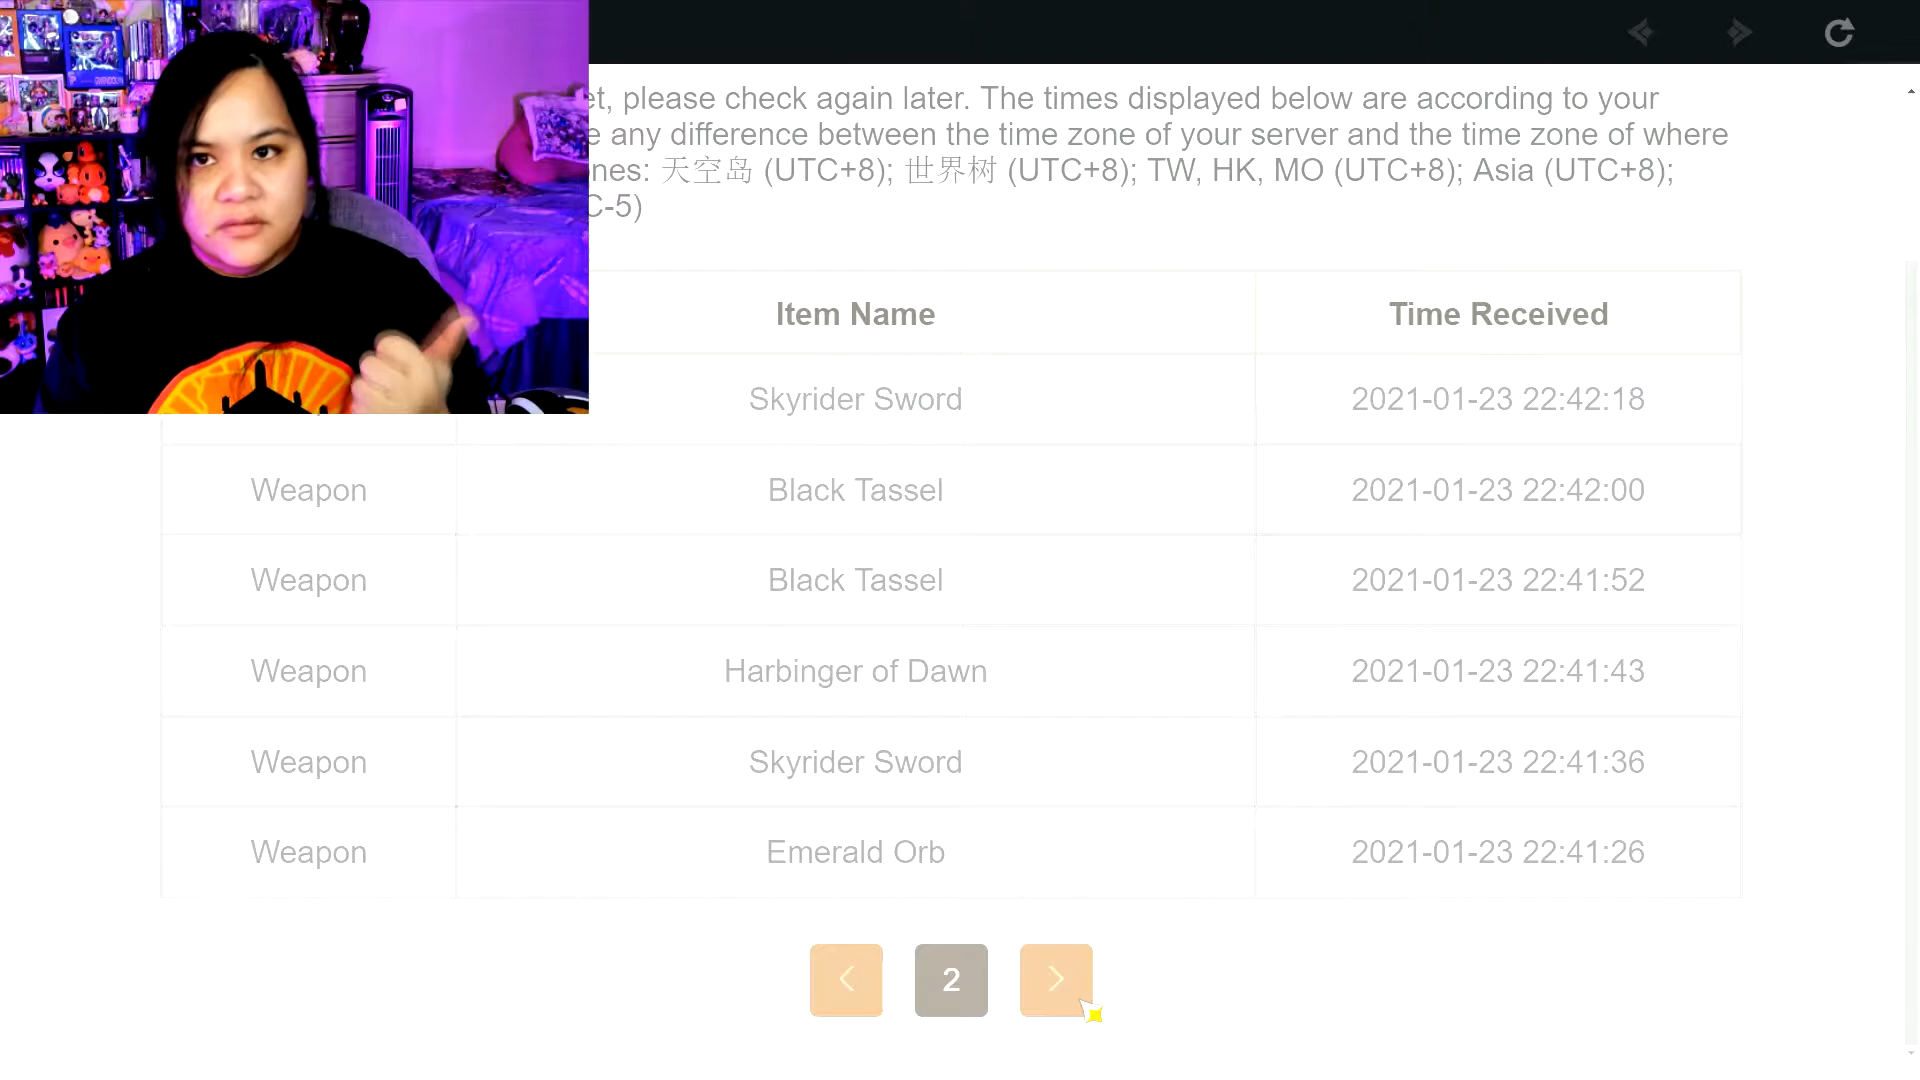 et, please check again later. The times displayed below are according to your
e any difference between the time zone of your server and the time zone of where
ones: 天空岛 (UTC+8); 世界树 (UTC+8); TW, HK, MO (UTC+8); Asia (UTC+8);
C-5)
Item Name Time Received
Skyrider Sword 2021-01-23 22:42:18
Weapon Black Tassel 2021-01-23 22:42:00
Weapon Black Tassel 2021-01-23 22:41:52
Weapon Harbinger of Dawn 2021-01-23 22:41:43
Weapon Skyrider Sword 2021-01-23 22:41:36
Weapon Emerald Orb 2021-01-23 22:41:26
2